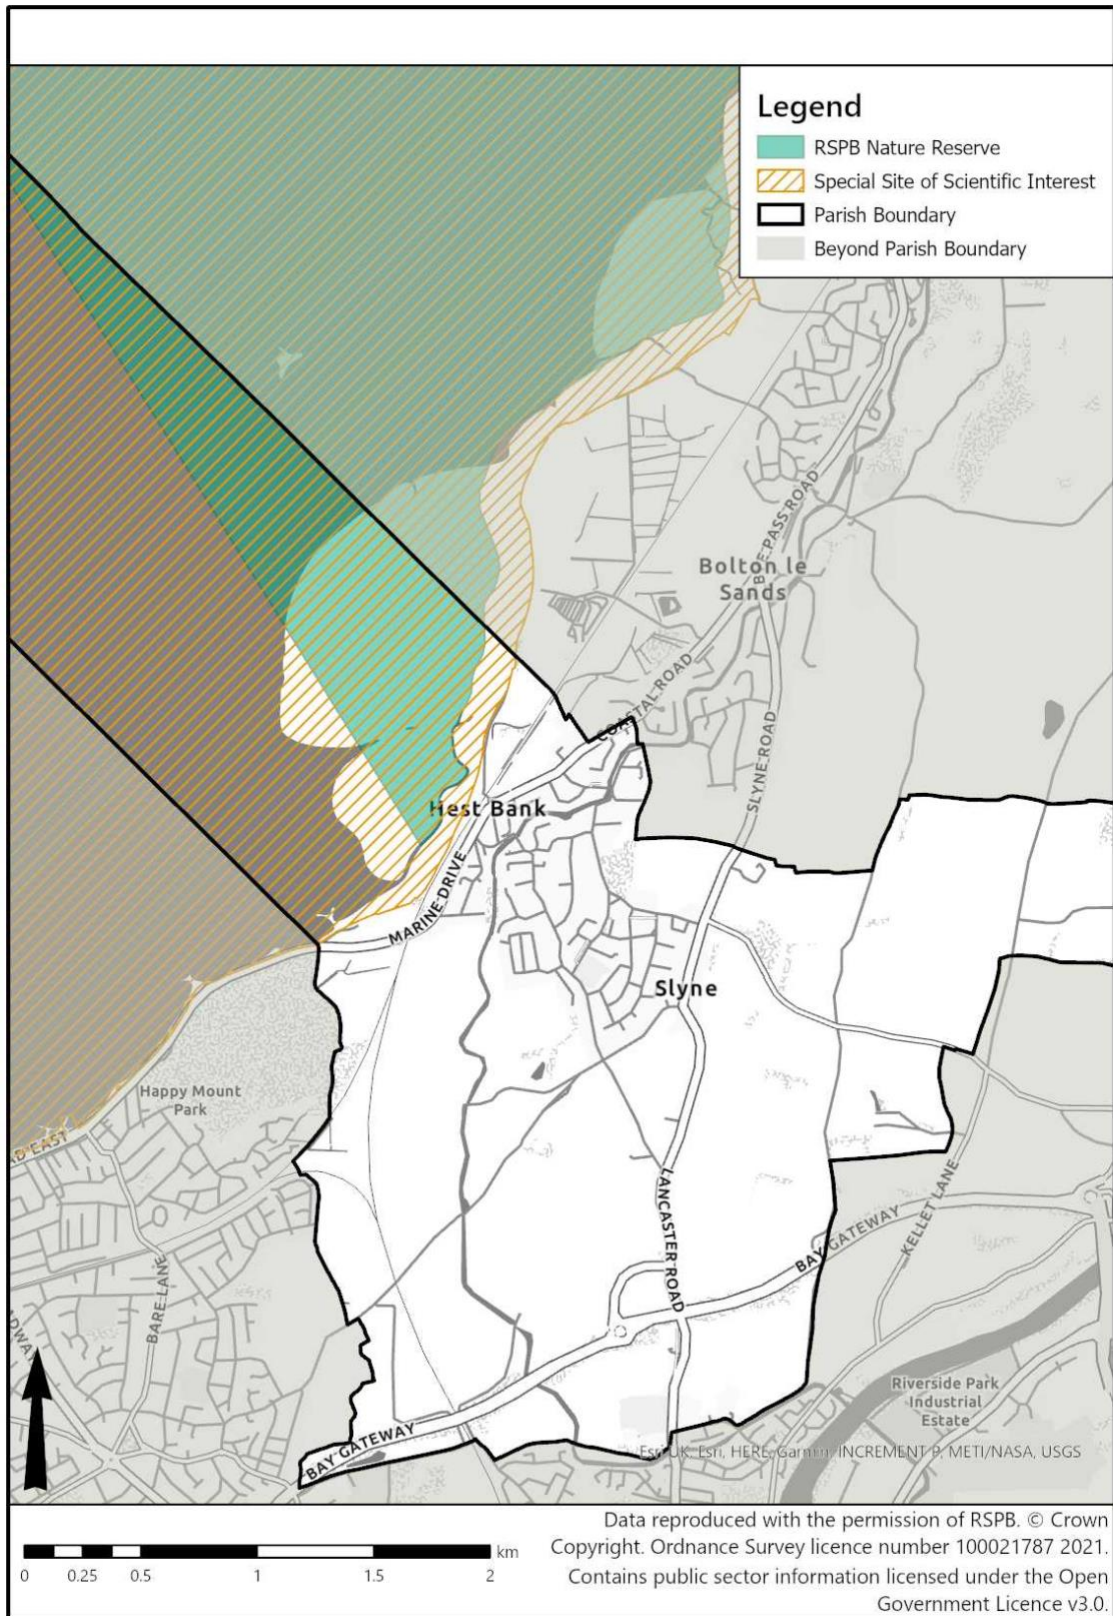 Legend
RSPB Nature Reserve
Special Site of Scientific Interest
Parish Boundary
Beyond Parish Boundary
BYE PASS ROAD
Bolton le
Sands
COASTAL ROAD
SLYNE ROAD
Hest Bank
MARINE DRIVE
Slyne
Happy Mount
Park
AD EAST
LANCASTER ROAD
BAY GATEWAY
KELLET LANE
BARE LANE
ADWAY
Riverside Park
Industrial
Estate
BAY GATEWAY
Esri UK, Esri, HERE, Garmin, INCREMENT P, METI/NASA, USGS
Data reproduced with the permission of RSPB. © Crown
Copyright. Ordnance Survey licence number 100021787 2021.
Contains public sector information licensed under the Open
Government Licence v3.0.
km
0 0.25 0.5 1 1.5 2